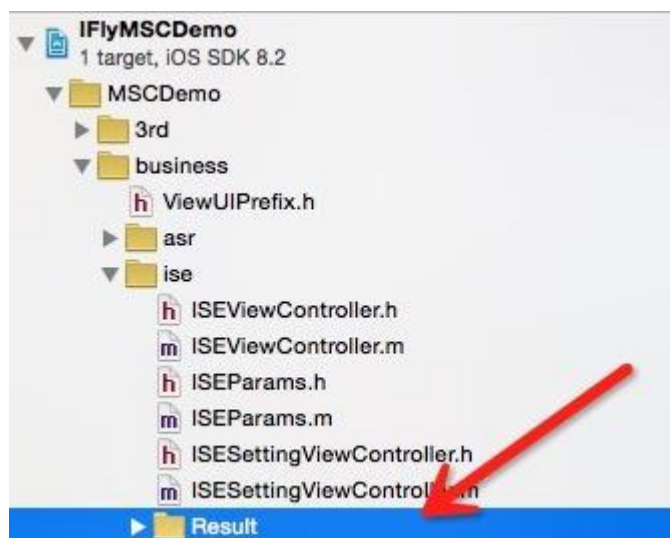 IFlyMSCDemo
1 target, iOS SDK 8.2
MSCDemo
3rd
business
h ViewUIPrefix.h
asr
ise
h ISEViewController.h
m ISEViewController.m
h ISEParams.h
m ISEParams.m
h ISESettingViewController.h
m ISESettingViewController.m
Result